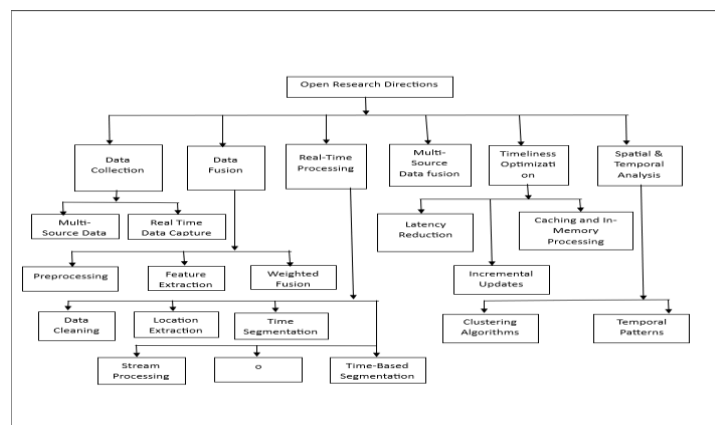 Open Research Directions
Data
Collection
Data
Fusion
Real-Time
Processing
Multi-
Source
Data fusion
Timeliness
Optimizati
on
Spatial &
Temporal
Analysis
Multi-
Source Data
Real Time
Data Capture
Latency
Reduction
Caching and In-
Memory
Processing
Preprocessing
Feature
Extraction
Weighted
Fusion
Incremental
Updates
Data
Cleaning
Location
Extraction
Time
Segmentation
Clustering
Algorithms
Temporal
Patterns
Stream
Processing
o
Time-Based
Segmentation